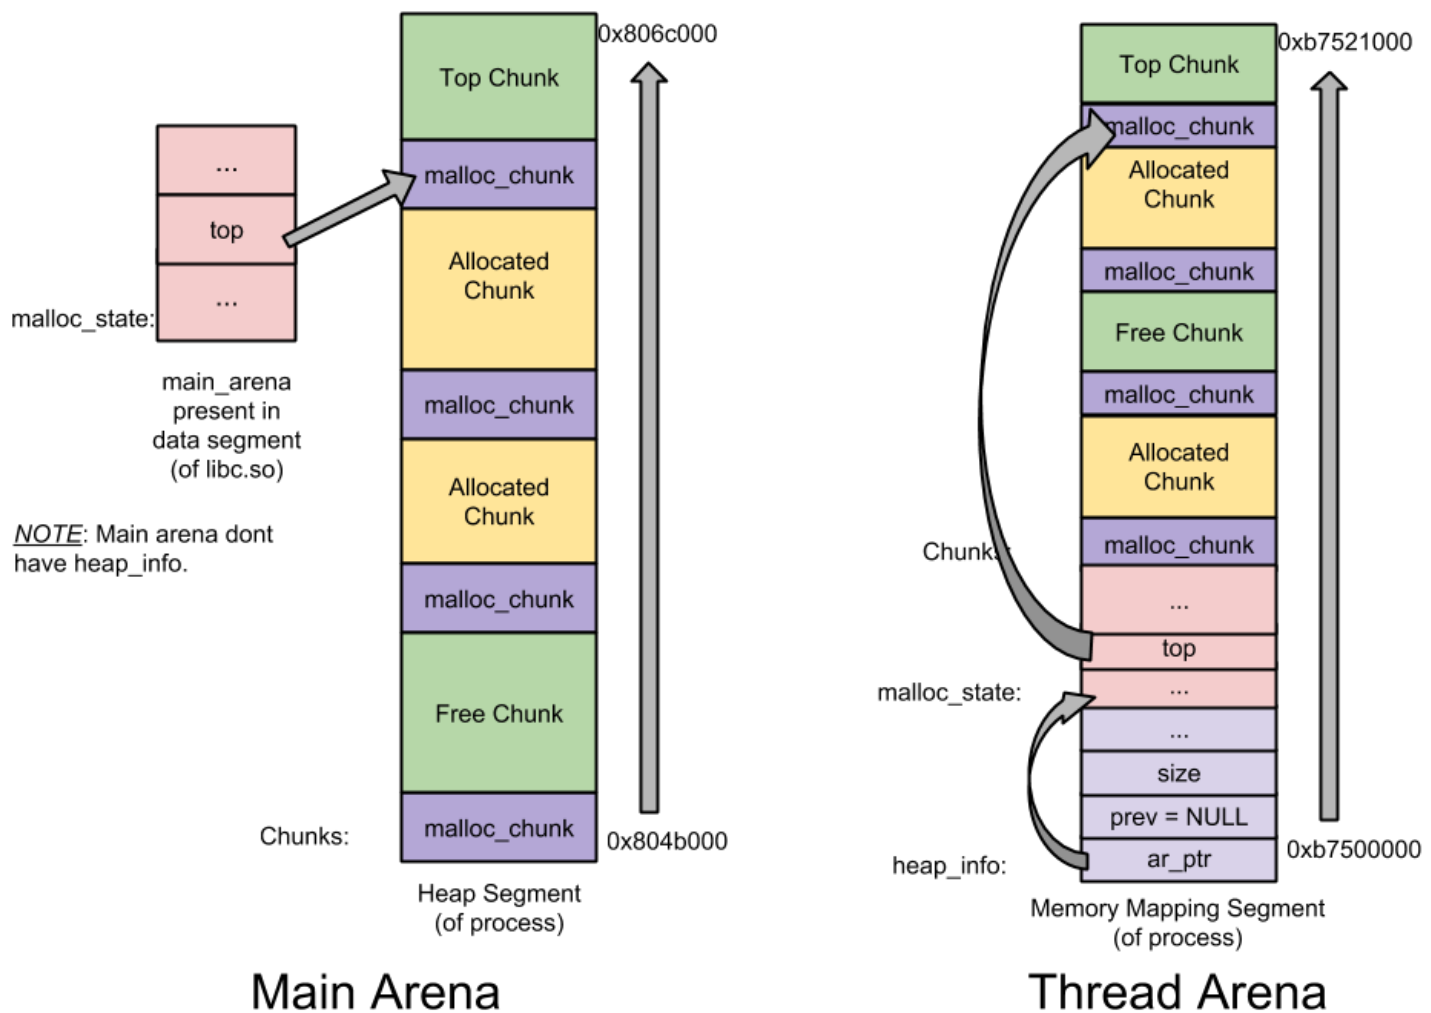 0x806c000
Top Chunk
malloc_chunk
...
top
...
malloc_state:
Allocated
Chunk
main_arena
present in
data segment
(of libc.so)
malloc_chunk
Allocated
Chunk
NOTE: Main arena dont
have heap_info.
malloc_chunk
Free Chunk
Chunks:
malloc_chunk
0x804b000
Heap Segment
(of process)
Main Arena
0xb7521000
Top Chunk
malloc_chunk
Allocated
Chunk
malloc_chunk
Free Chunk
malloc_chunk
Allocated
Chunk
Chunks:
malloc_chunk
...
top
malloc_state:
...
...
size
prev = NULL
heap_info:
ar_ptr
0xb7500000
Memory Mapping Segment
(of process)
Thread Arena